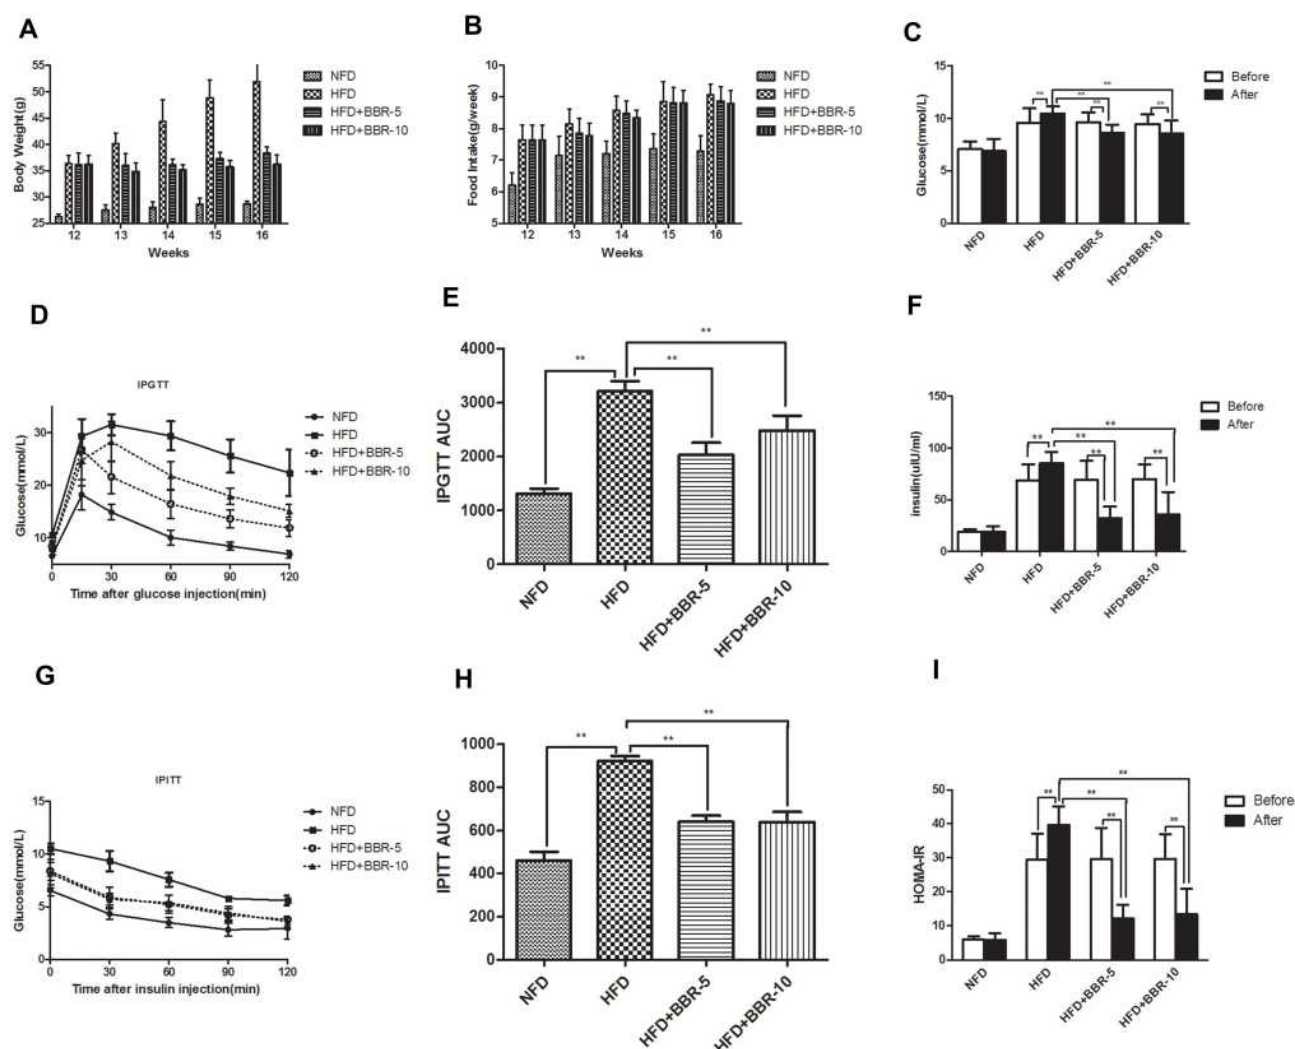 A
Body Weight(g)
55
50
45
40
35
30
25
12 13 14 15 16
Weeks
NFD
HFD
HFD+BBR-5
HFD+BBR-10
B
Food Intake(g/week)
10
9
8
7
6
5
12 13 14 15 16
Weeks
NFD
HFD
HFD+BBR-5
HFD+BBR-10
C
Glucose(mmol/L)
15
10
5
0
** ** ** ** **
NFD HFD HFD+BBR-5 HFD+BBR-10
Before
After
D
IPGTT
Glucose(mmol/L)
30
20
10
0 30 60 90 120
Time after glucose injection(min)
NFD
HFD
HFD+BBR-5
HFD+BBR-10
E
IPGTT AUC
4000
3000
2000
1000
0
** ** **
NFD HFD HFD+BBR-5 HFD+BBR-10
F
insulin(uIU/ml)
150
100
50
0
** ** ** ** **
NFD HFD HFD+BBR-5 HFD+BBR-10
Before
After
G
IPITT
Glucose(mmol/L)
15
10
5
0
0 30 60 90 120
Time after insulin injection(min)
NFD
HFD
HFD+BBR-5
HFD+BBR-10
H
IPITT AUC
1000
800
600
400
200
0
** ** **
NFD HFD HFD+BBR-5 HFD+BBR-10
I
HOMA-IR
50
40
30
20
10
0
** ** ** ** **
NFD HFD HFD+BBR-5 HFD+BBR-10
Before
After